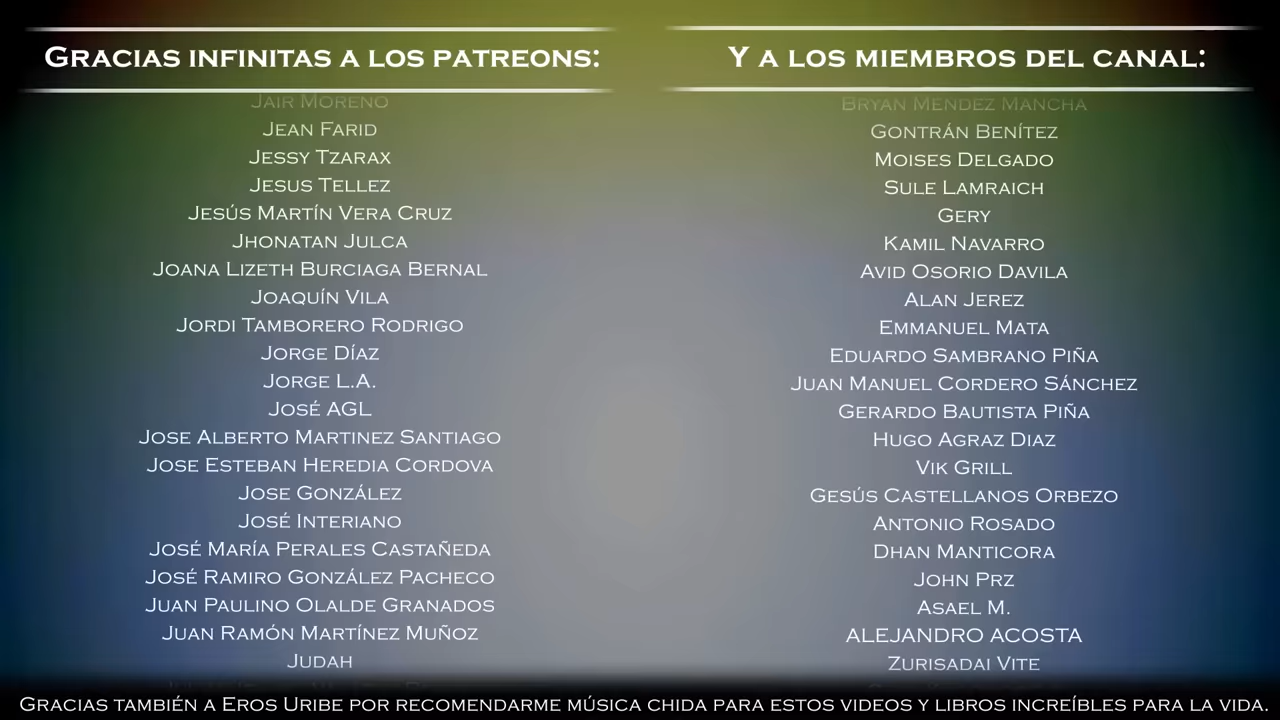 Gracias infinitas a los patreons:
Jair Moreno
Jean Farid
Jessy Tzarax
Jesus Tellez
Jesús Martín Vera Cruz
Jhonatan Julca
Joana Lizeth Burciaga Bernal
Joaquín Vila
Jordi Tamborero Rodrigo
Jorge Díaz
Jorge L.A.
José AGL
Jose Alberto Martinez Santiago
Jose Esteban Heredia Cordova
Jose González
José Interiano
José María Perales Castañeda
José Ramiro González Pacheco
Juan Paulino Olalde Granados
Juan Ramón Martínez Muñoz
Judah
Y a los miembros del canal:
Bryan Mendez Mancha
Gontrán Benítez
Moises Delgado
Sule Lamraich
Gery
Kamil Navarro
Avid Osorio Davila
Alan Jerez
Emmanuel Mata
Eduardo Sambrano Piña
Juan Manuel Cordero Sánchez
Gerardo Bautista Piña
Hugo Agraz Diaz
Vik Grill
Gesús Castellanos Orbezo
Antonio Rosado
Dhan Manticora
John Prz
Asael M.
ALEJANDRO ACOSTA
Zurisadai Vite
Gracias también a Eros Uribe por recomendarme música chida para estos videos y libros increíbles para la vida.